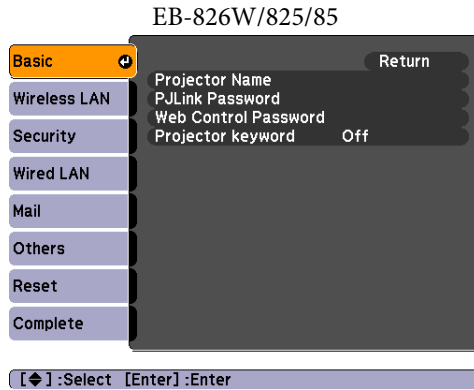 EB-826W/825/85
Basic
Return
Projector Name
Wireless LAN
PJLink Password
Web Control Password
Security
Projector keyword Off
Wired LAN
Mail
Others
Reset
Complete
[◆] :Select [Enter] :Enter